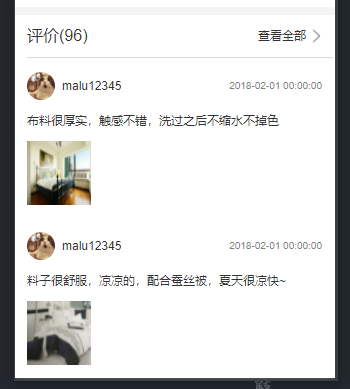 评价(96)
查看全部
malu12345
2018-02-01 00:00:00
布料很厚实，触感不错，洗过之后不缩水不掉色
malu12345
2018-02-01 00:00:00
料子很舒服，凉凉的，配合蚕丝被，夏天很凉快~